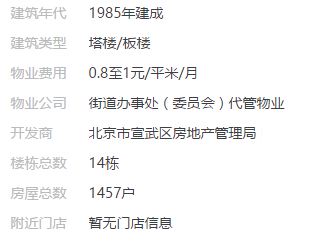 建筑年代 1985年建成
建筑类型 塔楼/板楼
物业费用 0.8至1元/平米/月
物业公司 街道办事处（委员会）代管物业
开发商 北京市宣武区房地产管理局
楼栋总数 14栋
房屋总数 1457户
附近门店 暂无门店信息